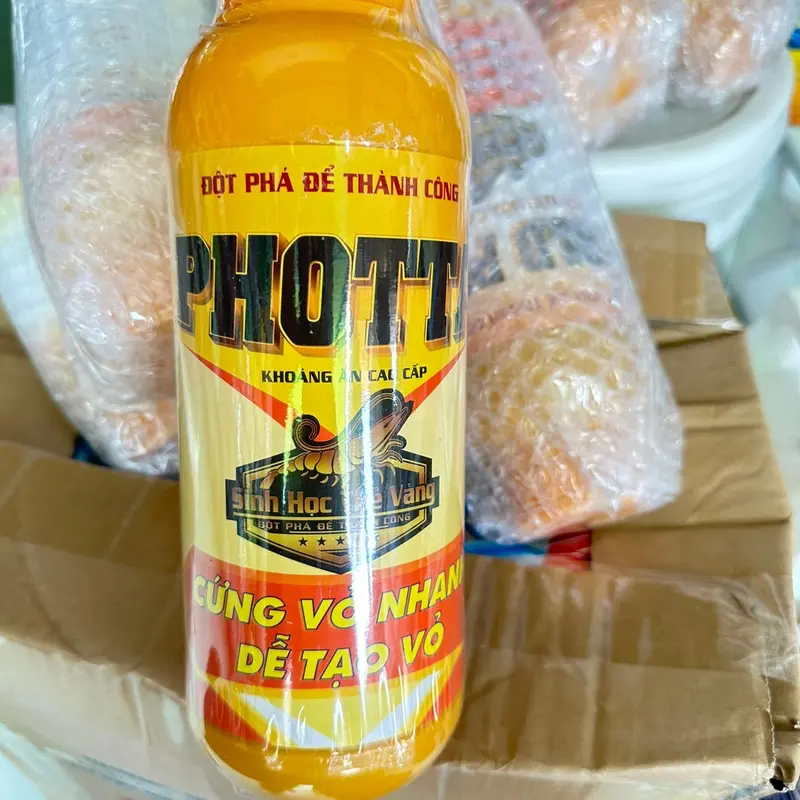 ĐỘT PHÁ ĐỂ THÀNH CÔNG
PHOTT
KHOÁNG ĂN CAO CẤP
Sinh Học Vàng
ĐỘT PHÁ ĐỂ CÔNG
CỨNG VỎ NHANH
DỄ TẠO VỎ